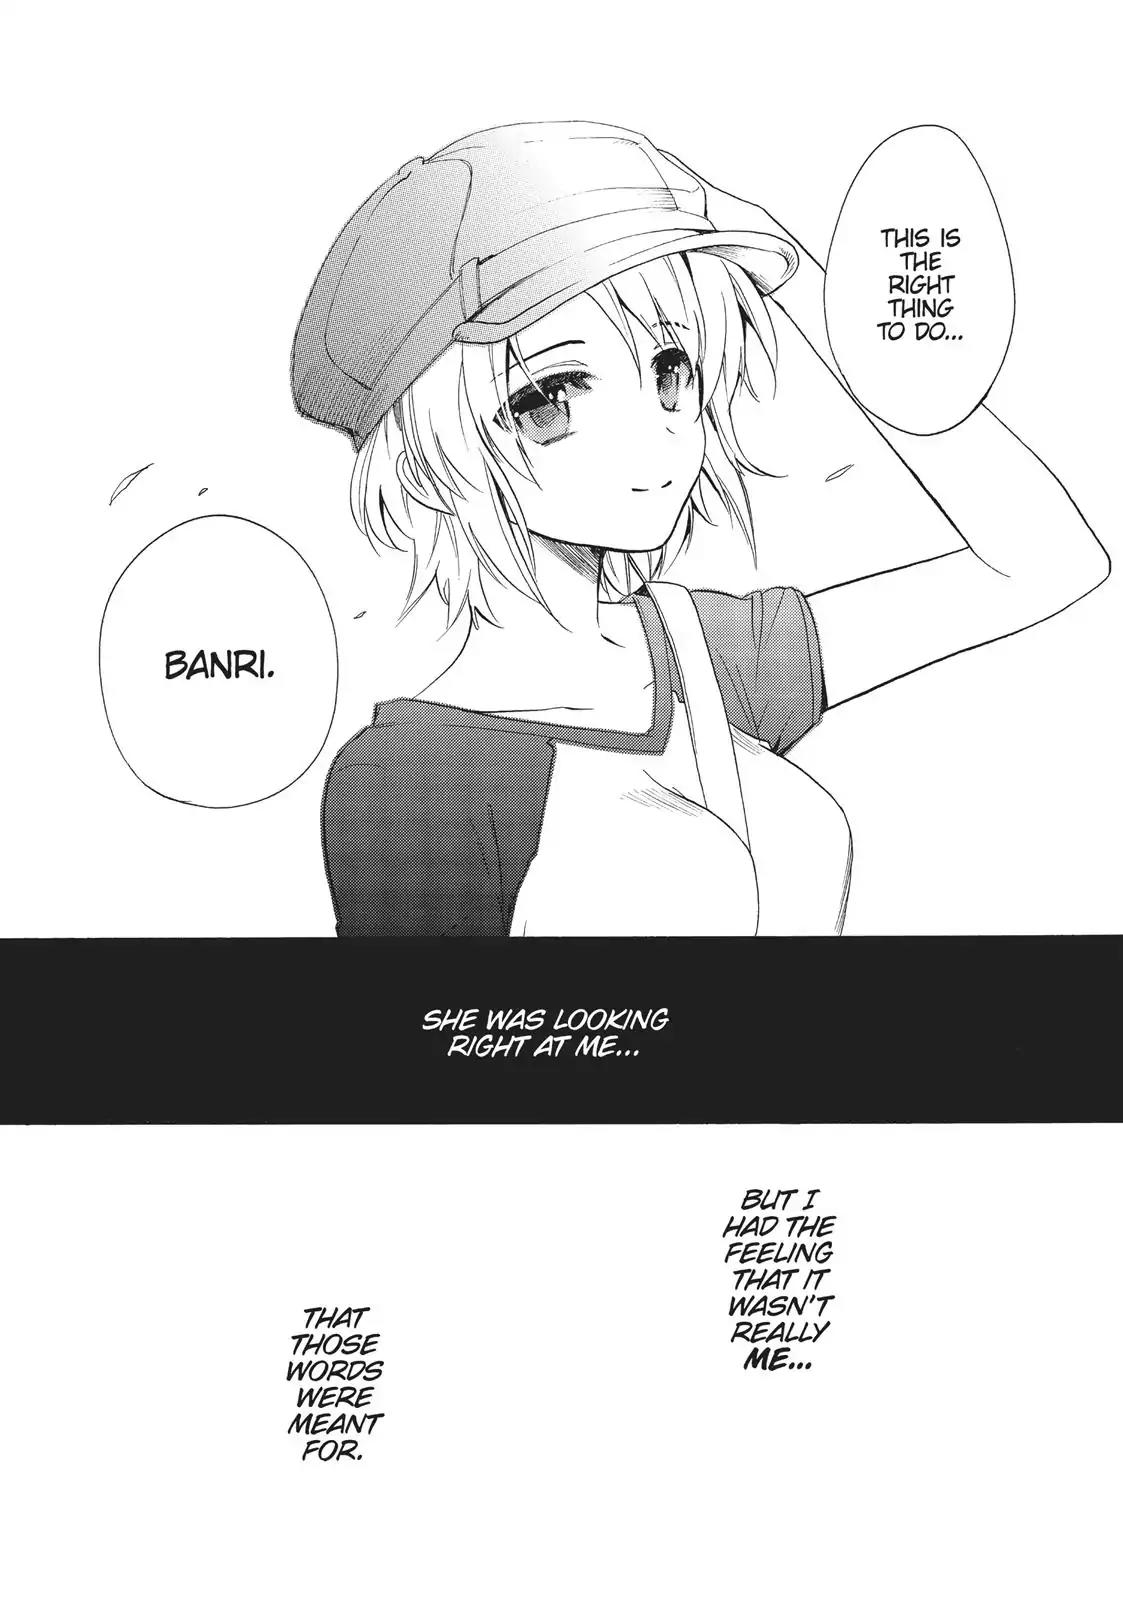 THIS IS
THE
RIGHT
THING
TO DO...
BANRI.
SHE WAS LOOKING
RIGHT AT ME...
BUT I
HAD THE
FEELING
THAT IT
WASN'T
REALLY
ME...
THAT
THOSE
WORDS
WERE
MEANT
FOR.